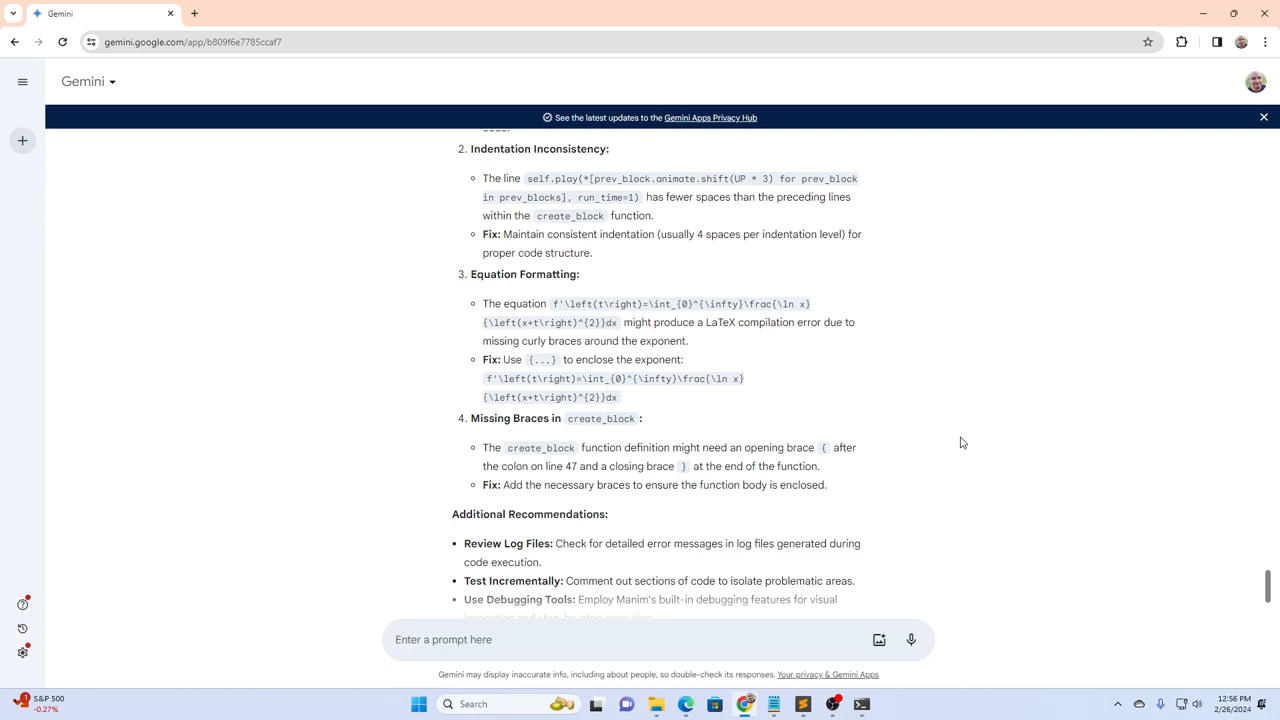 Gemini
gemini.google.com/app/b809f6e7785ccaf7
Gemini
See the latest updates to the Gemini Apps Privacy Hub
2. Indentation Inconsistency:
The line self.play(*[prev_block.animate.shift(UP * 3) for prev_block
in prev_blocks], run_time=1) has fewer spaces than the preceding lines
within the create_block function.
Fix: Maintain consistent indentation (usually 4 spaces per indentation level) for
proper code structure.
3. Equation Formatting:
The equation f'\left(t\right)=\int_{0}^{\infty}\frac{\ln x}
{\left(x+t\right)^{2}}dx might produce a LaTeX compilation error due to
missing curly braces around the exponent.
Fix: Use {...} to enclose the exponent:
f'\left(t\right)=\int_{0}^{\infty}\frac{\ln x}
{\left(x+t\right)^{2}}dx
4. Missing Braces in create_block:
The create_block function definition might need an opening brace { after
the colon on line 47 and a closing brace } at the end of the function.
Fix: Add the necessary braces to ensure the function body is enclosed.
Additional Recommendations:
• Review Log Files: Check for detailed error messages in log files generated during
code execution.
• Test Incrementally: Comment out sections of code to isolate problematic areas.
• Use Debugging Tools: Employ Manim's built-in debugging features for visual
inspection and step-by-step execution.
Enter a prompt here
Gemini may display inaccurate info, including about people, so double-check its responses. Your privacy & Gemini Apps
1
S&P 500
-0.27%
Search
12:56 PM
2/26/2024